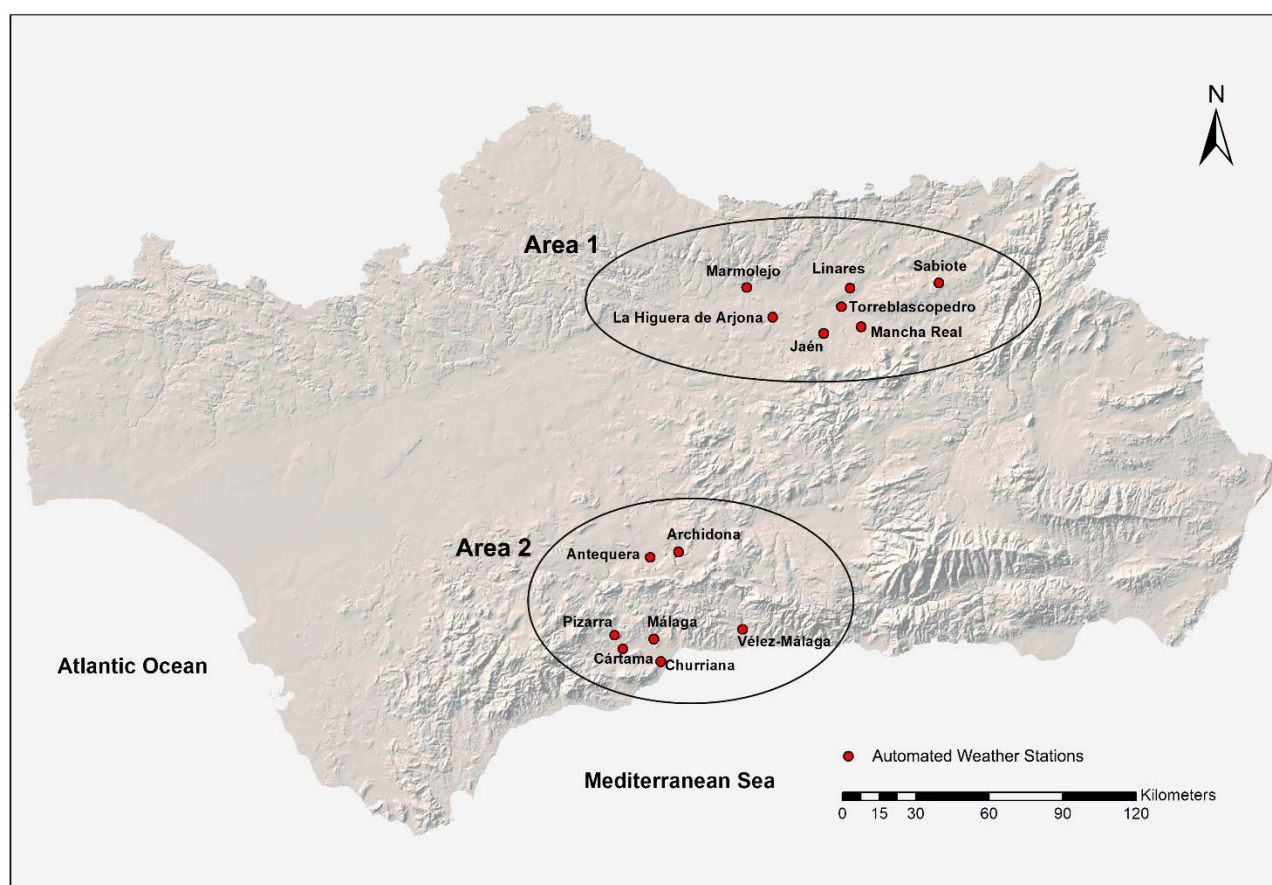 N
Area 1
Marmolejo
Linares
Sabiote
La Higuera de Arjona
Torreblascopedro
Jaén
Mancha Real
Area 2
Archidona
Antequera
Pizarra
Málaga
Vélez-Málaga
Cártama
Churriana
Atlantic Ocean
Mediterranean Sea
Automated Weather Stations
Kilometers
0 15 30 60 90 120